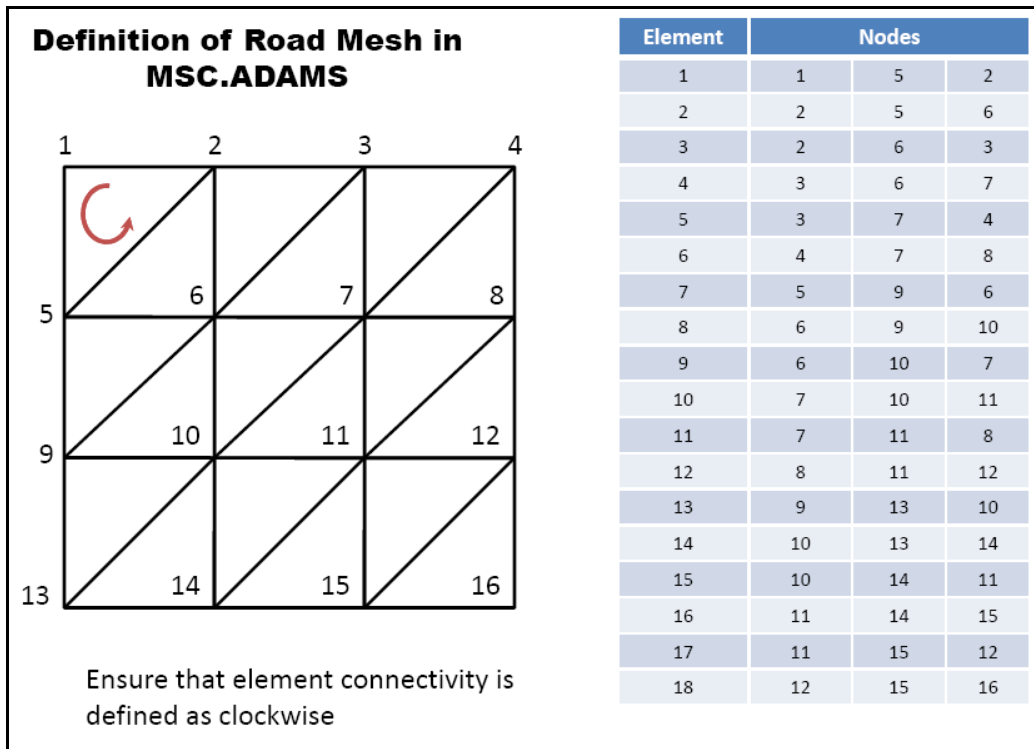 Definition of Road Mesh in
MSC.ADAMS
1 2 3 4
5 6 7 8
9 10 11 12
13 14 15 16
Ensure that element connectivity is
defined as clockwise
Element Nodes
1 1 5 2
2 2 5 6
3 2 6 3
4 3 6 7
5 3 7 4
6 4 7 8
7 5 9 6
8 6 9 10
9 6 10 7
10 7 10 11
11 7 11 8
12 8 11 12
13 9 13 10
14 10 13 14
15 10 14 11
16 11 14 15
17 11 15 12
18 12 15 16